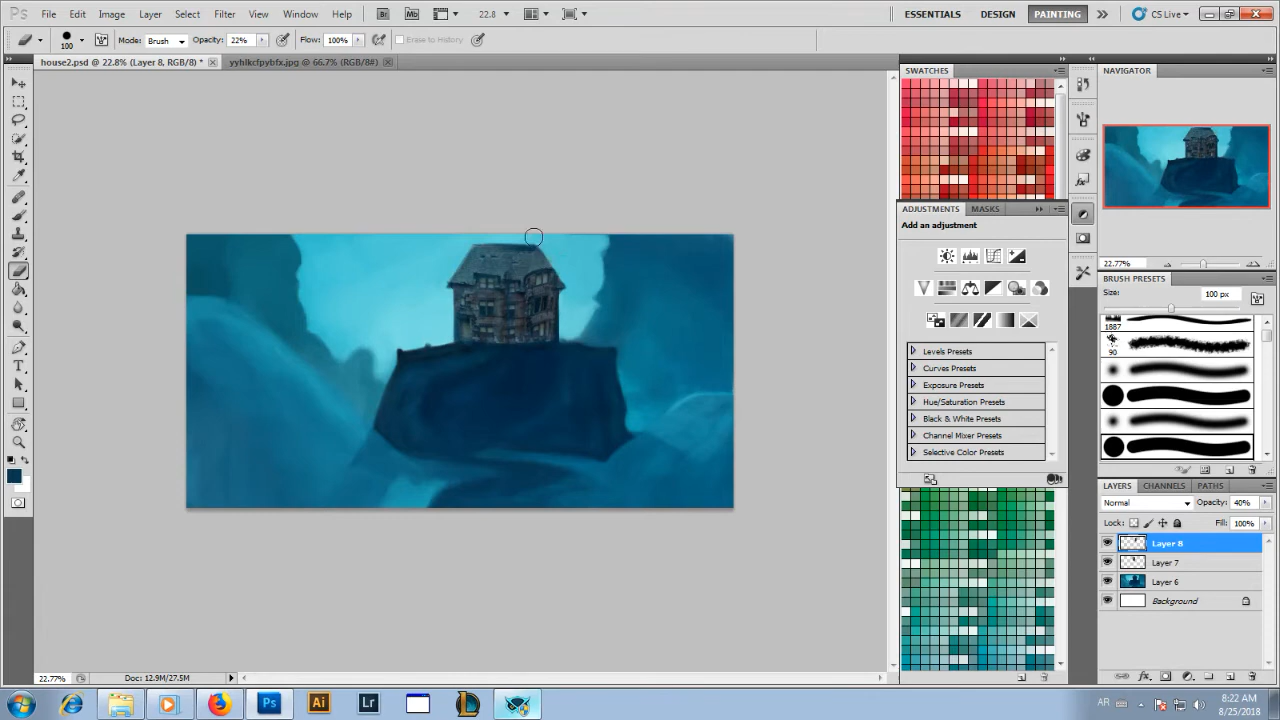 Ps File Edit Image Layer Select Filter View Window Help Br Mb 22.8 ESSENTIALS DESIGN PAINTING CS Live
100 Mode: Brush Opacity: 22% Flow: 100% Erase to History
house2.psd @ 22.8% (Layer 8, RGB/8) * yyhlkcfpybfx.jpg @ 66.7% (RGB/8#)
SWATCHES
NAVIGATOR
ADJUSTMENTS MASKS
Add an adjustment
22.77%
BRUSH PRESETS
Size: 100 px
1887
90
Levels Presets
Curves Presets
Exposure Presets
Hue/Saturation Presets
Black & White Presets
Channel Mixer Presets
Selective Color Presets
LAYERS CHANNELS PATHS
Normal Opacity: 40%
Lock: Fill: 100%
Layer 8
Layer 7
Layer 6
Background
22.77% Doc: 12.9M/27.5M
Ps Ai Lr AR 8:22 AM
8/25/2018